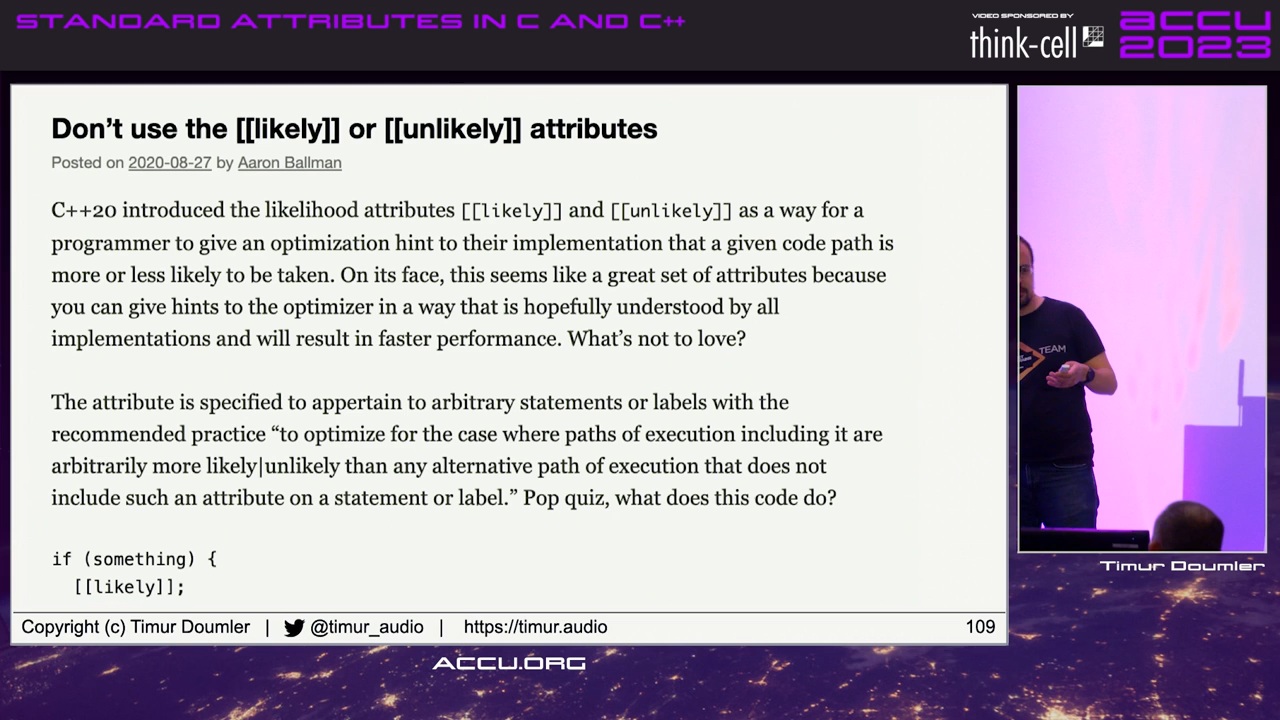 STANDARD ATTRIBUTES IN C AND C++
VIDEO SPONSORED BY
think-cell
ACCU
2023
Don't use the [[likely]] or [[unlikely]] attributes
Posted on 2020-08-27 by Aaron Ballman
C++20 introduced the likelihood attributes [[likely]] and [[unlikely]] as a way for a
programmer to give an optimization hint to their implementation that a given code path is
more or less likely to be taken. On its face, this seems like a great set of attributes because
you can give hints to the optimizer in a way that is hopefully understood by all
implementations and will result in faster performance. What's not to love?
The attribute is specified to appertain to arbitrary statements or labels with the
recommended practice “to optimize for the case where paths of execution including it are
arbitrarily more likely|unlikely than any alternative path of execution that does not
include such an attribute on a statement or label.” Pop quiz, what does this code do?
if (something) {
[[likely]];
Copyright (c) Timur Doumler | @timur_audio | https://timur.audio 109
TEAM
Timur Doumler
ACCU.ORG